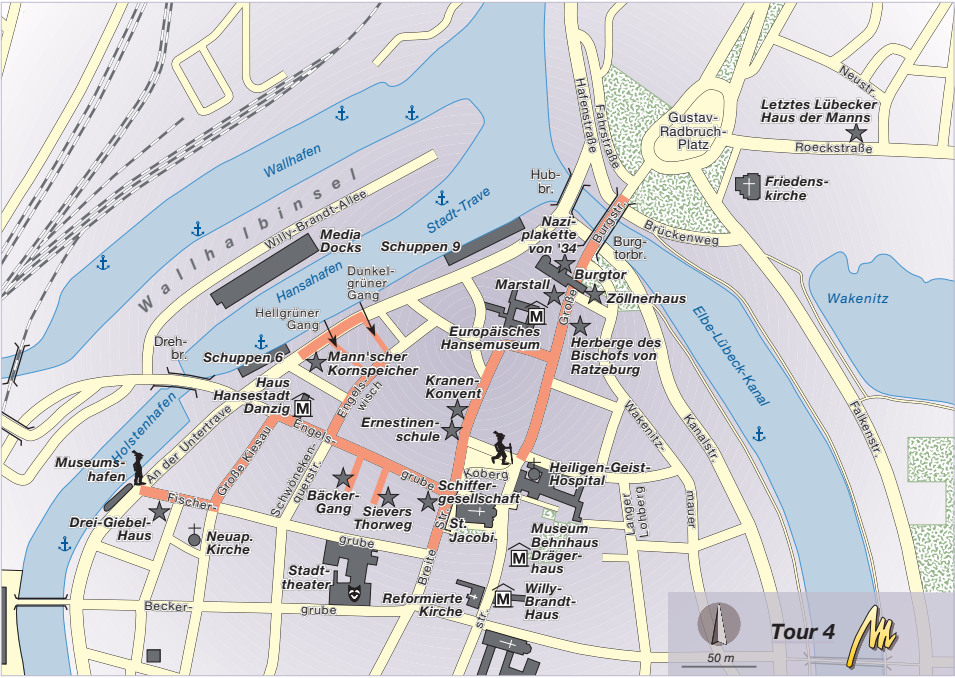 Neustr.
Letztes Lübecker
Haus der Manns
Gustav-
Radbruch-
Platz
Roeckstraße
Hafenstraße
Fahrstraße
Wallhafen
Friedens-
kirche
Hub-
br.
Wallhalbinsel
Willy-Brandt-Allee
Stadt-Trave
Burgstr.
Brückenweg
Nazi-
plakette
von '34
Media
Docks
Schuppen 9
Burg-
torbr.
Hansahafen
Dunkel-
grüner
Gang
Burgtor
Marstall
Zöllnerhaus
Große
Wakenitz
Hellgrüner
Gang
M
Europäisches
Hansemuseum
Elbe-Lübeck-Kanal
Dreh-
br.
Schuppen 6
Mann'scher
Kornspeicher
Herberge des
Bischofs von
Ratzeburg
Haus
Hansestadt
Danzig
M
Engels-
wisch
Kranen-
Konvent
Holstenhafen
An der Untertrave
Ernestinen-
schule
Wakenitz-
Kanalstr.
Falkenstr.
Große Kiesau
Engels-
Museums-
hafen
Schwöneken-
querstr.
grube
Koberg
Heiligen-Geist-
Hospital
Fischer-
Bäcker-
Gang
Sievers
Thorweg
Schiffer-
gesellschaft
Langer
Lohberg
mauer
Drei-Giebel-
Haus
Neuap.
Kirche
grube
Str.
St.
Jacobi
Museum
Behnhaus
Dräger-
haus
M
Stadt-
theater
Breite
Becker-
grube
Reformierte
Kirche
M
Willy-
Brandt-
Haus
str.
Tour 4
50 m